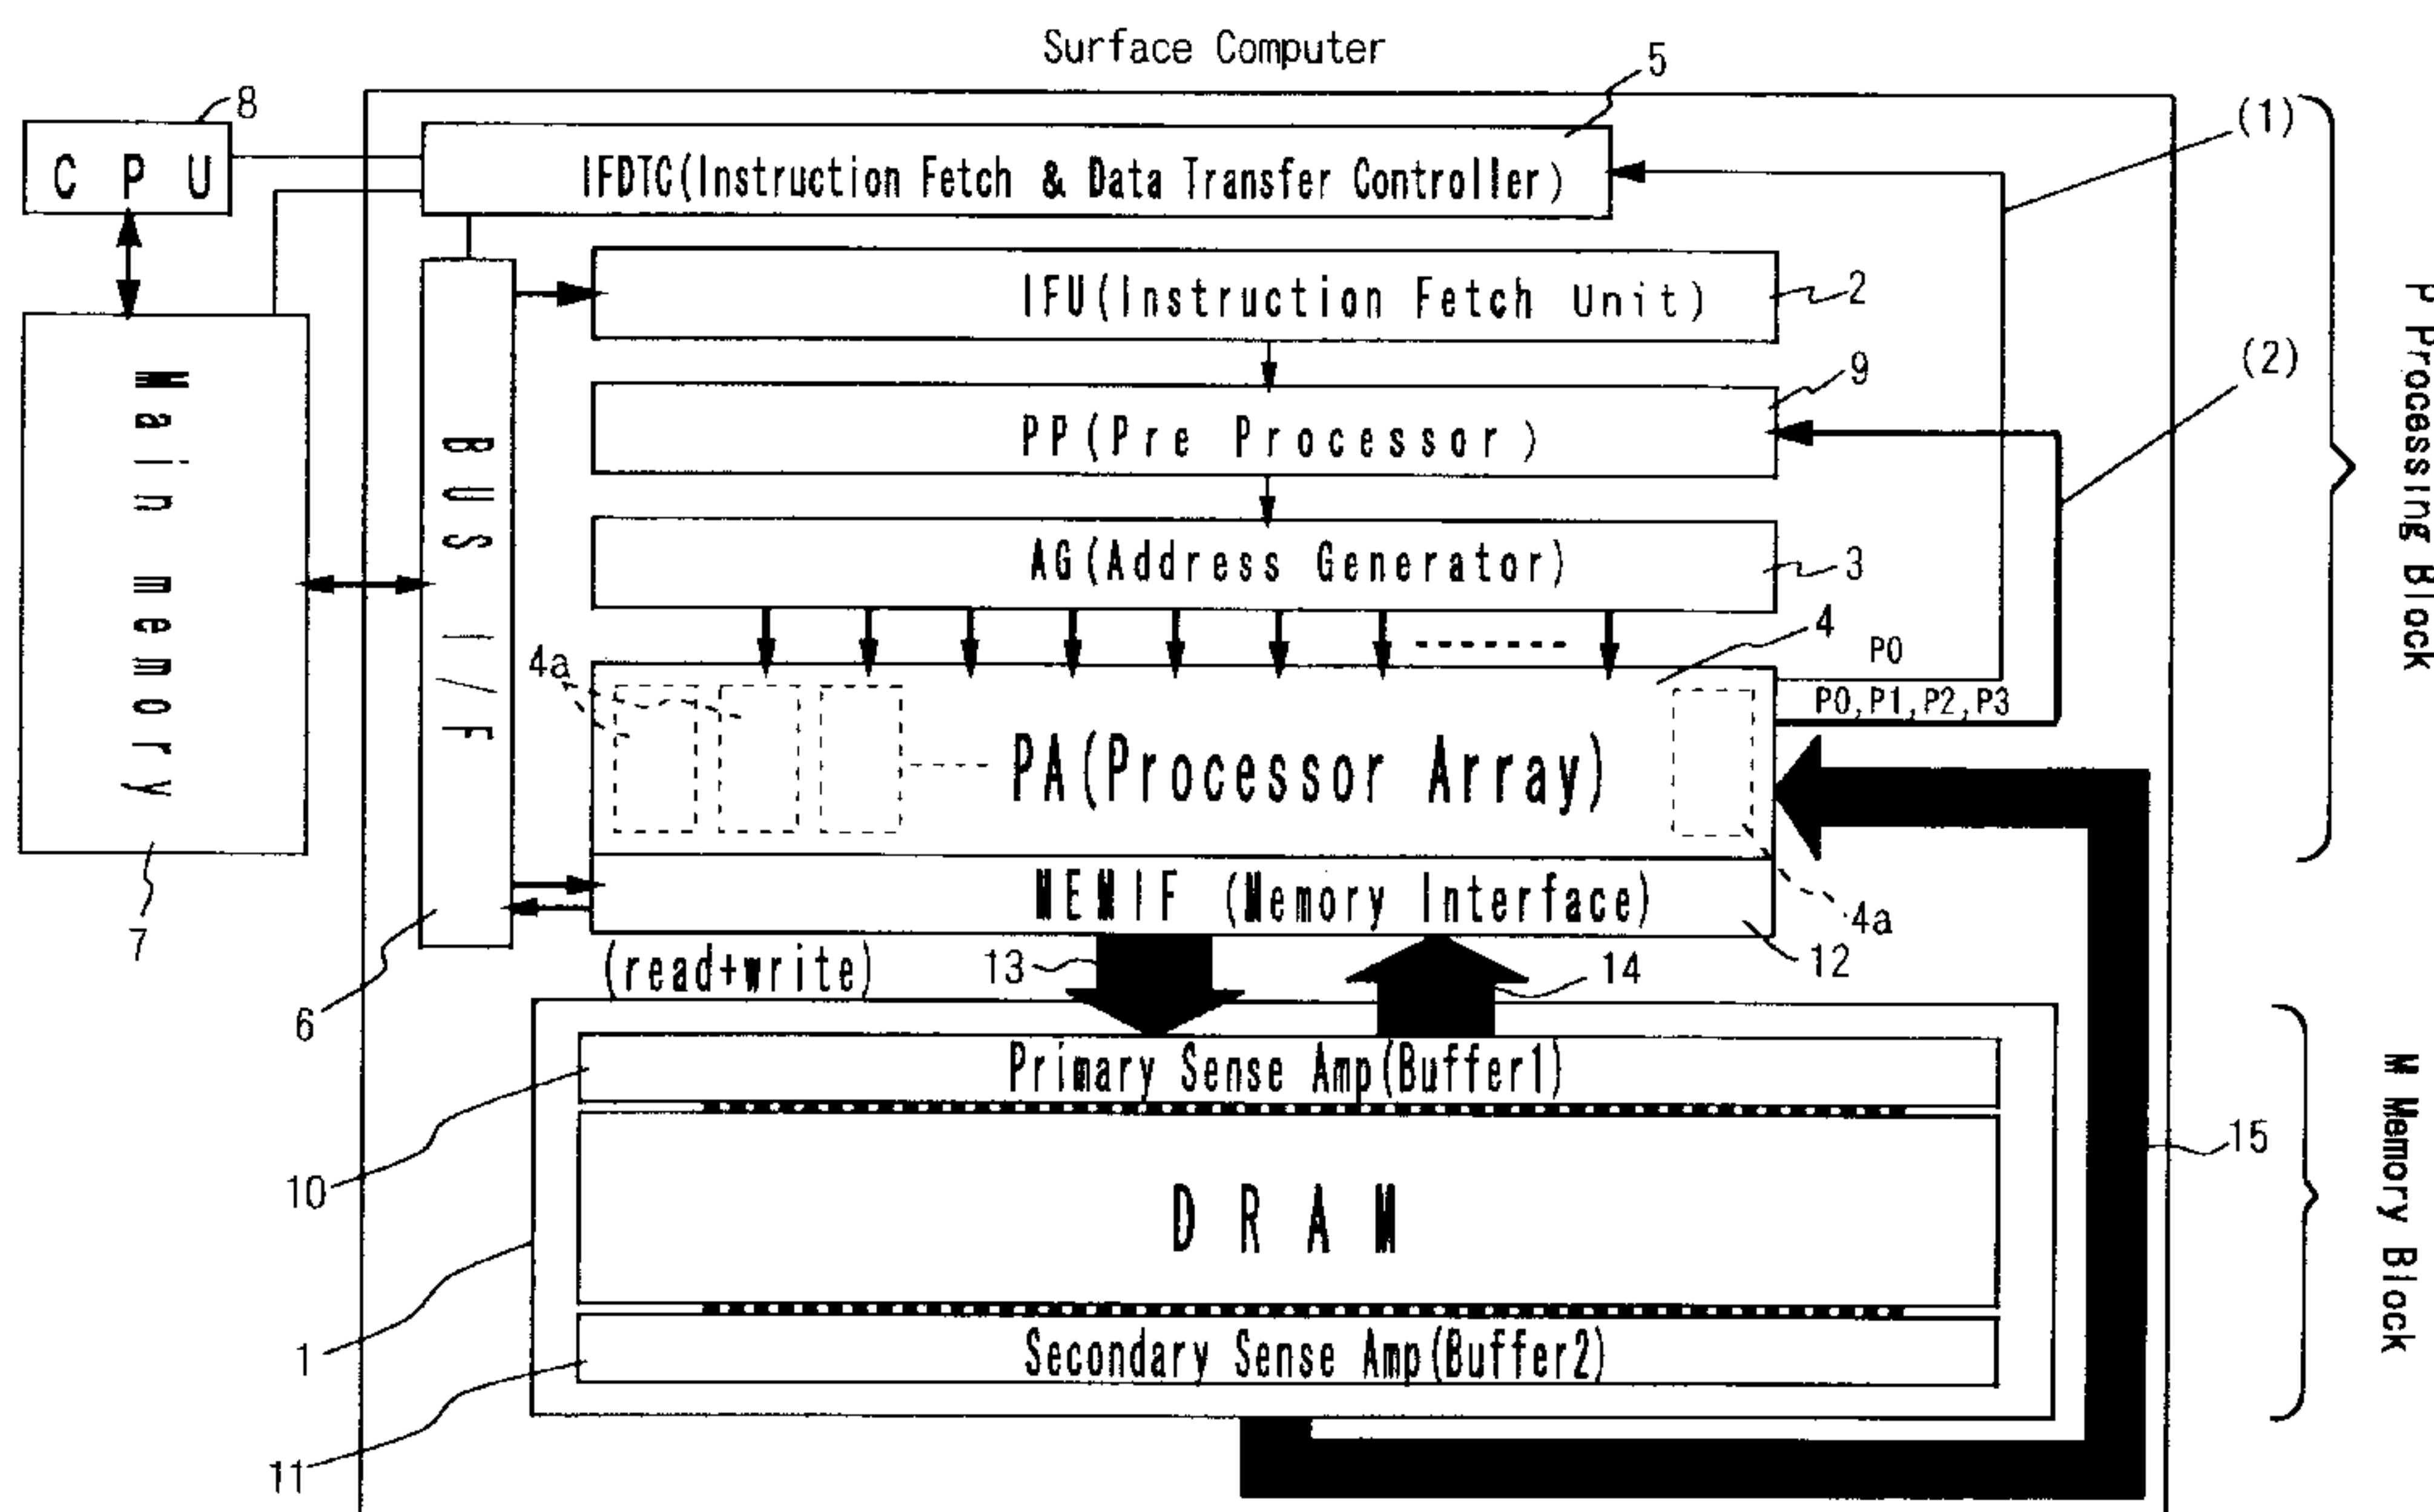 Surface Computer
5
8
(1)
C P U
IFDTC(Instruction Fetch & Data Transfer Controller)
IFU(Instruction Fetch Unit)
2
(2)
9
PP(Pre Processor)
AG(Address Generator)
3
P Processing Block
Main memory
BUS I/F
4
P0
4a
P0,P1,P2,P3
PA(Processor Array)
MEMIF (Memory Interface)
4a
7
(read+write)
13
14
12
6
Primary Sense Amp(Buffer1)
M Memory Block
15
10
DRAM
1
Secondary Sense Amp(Buffer2)
11